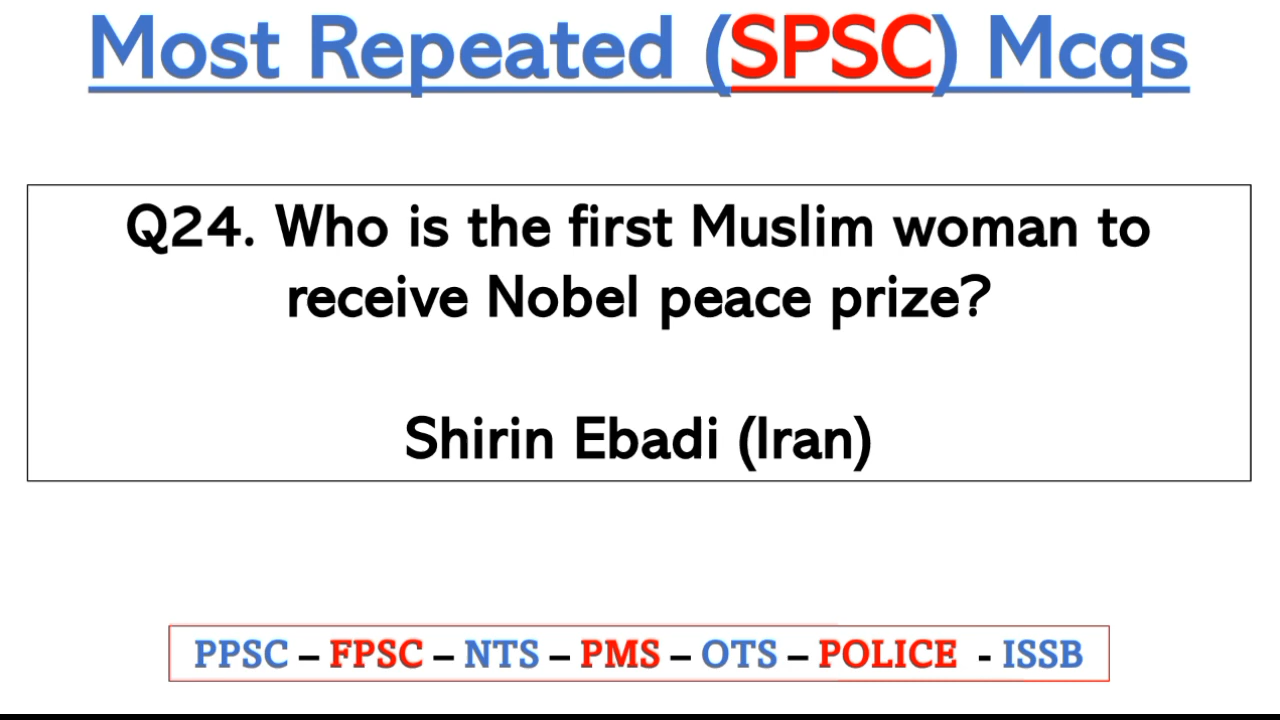 Most Repeated (SPSC) Mcqs
Q24. Who is the first Muslim woman to
receive Nobel peace prize?
Shirin Ebadi (Iran)
PPSC – FPSC – NTS – PMS – OTS – POLICE - ISSB